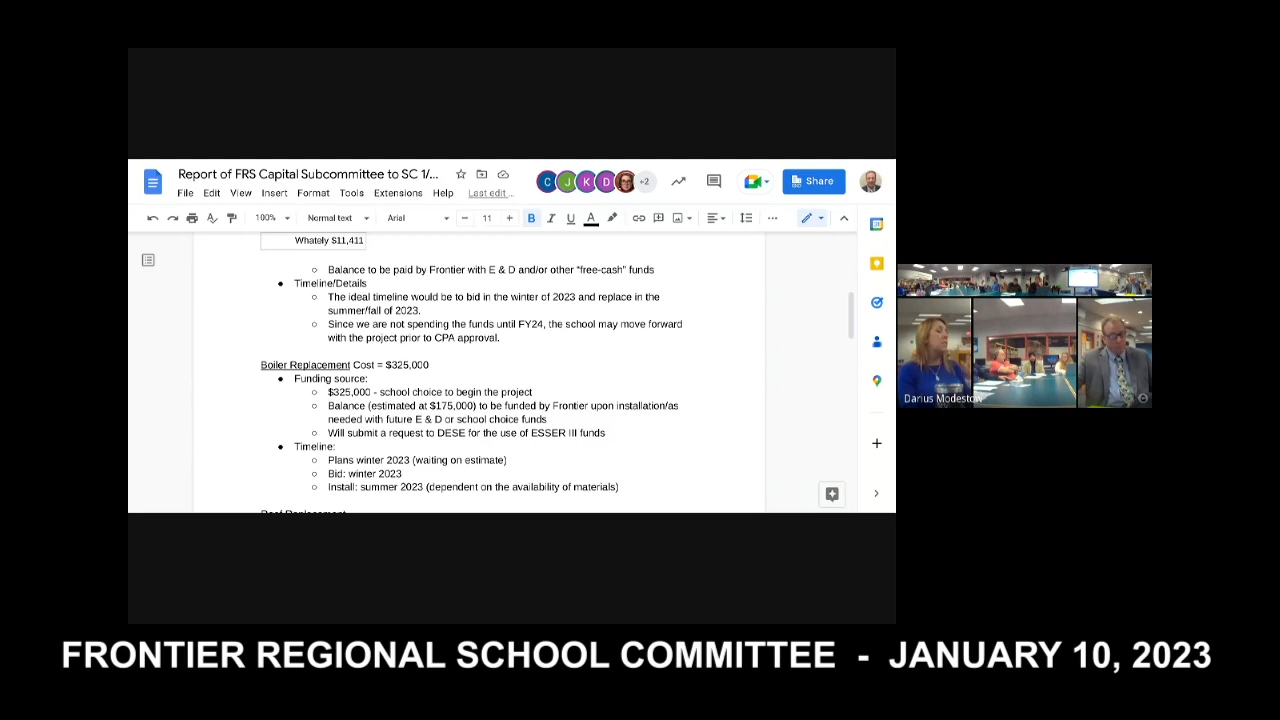 Report of FRS Capital Subcommittee to SC 1/...
File Edit View Insert Format Tools Extensions Help Last edit ...
C J K D +2
Share
100% Normal text Arial 11 B I U A
Whately $11,411
○ Balance to be paid by Frontier with E & D and/or other "free-cash" funds
● Timeline/Details
○ The ideal timeline would be to bid in the winter of 2023 and replace in the
summer/fall of 2023.
○ Since we are not spending the funds until FY24, the school may move forward
with the project prior to CPA approval.
Boiler Replacement Cost = $325,000
● Funding source:
○ $325,000 - school choice to begin the project
○ Balance (estimated at $175,000) to be funded by Frontier upon installation/as
needed with future E & D or school choice funds
○ Will submit a request to DESE for the use of ESSER III funds
● Timeline:
○ Plans winter 2023 (waiting on estimate)
○ Bid: winter 2023
○ Install: summer 2023 (dependent on the availability of materials)
Darius Modestow
FRONTIER REGIONAL SCHOOL COMMITTEE - JANUARY 10, 2023